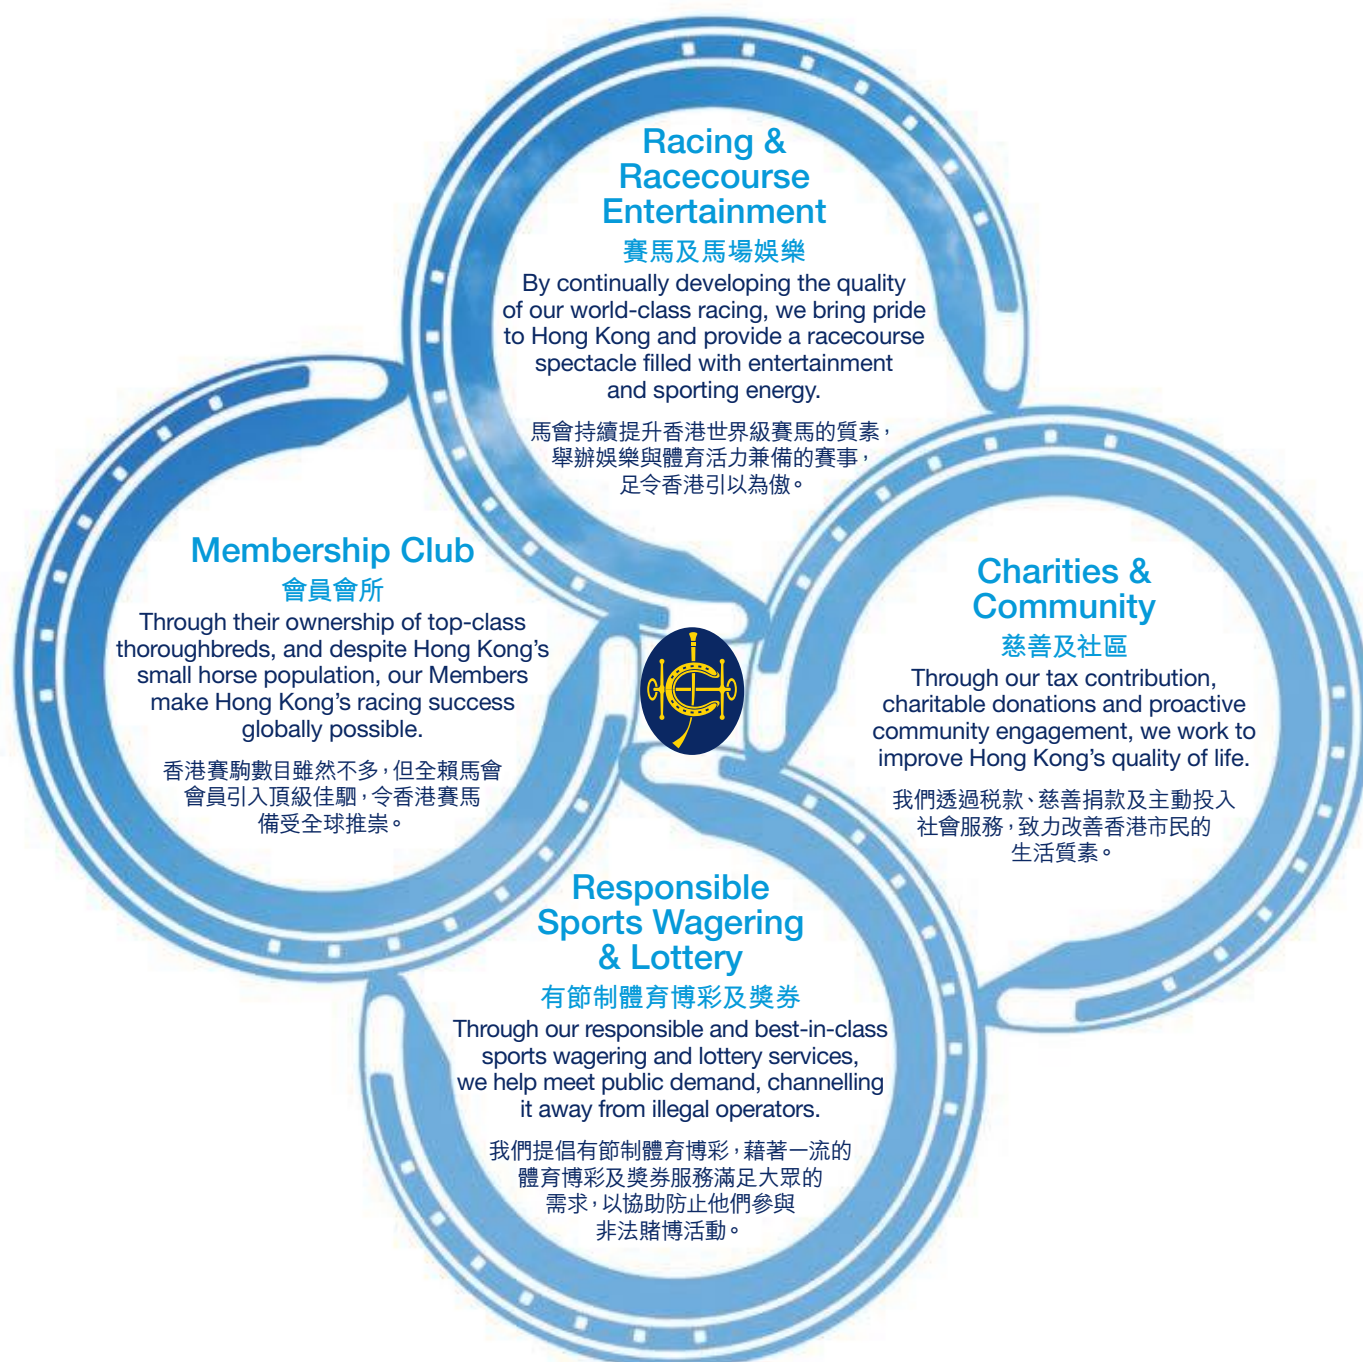 Racing &
Racecourse
Entertainment
賽馬及馬場娛樂
By continually developing the quality
of our world-class racing, we bring pride
to Hong Kong and provide a racecourse
spectacle filled with entertainment
and sporting energy.
馬會持續提升香港世界級賽馬的質素，
舉辦娛樂與體育活力兼備的賽事，
足令香港引以為傲。
Membership Club
會員會所
Through their ownership of top-class
thoroughbreds, and despite Hong Kong’s
small horse population, our Members
make Hong Kong’s racing success
globally possible.
香港賽駒數目雖然不多，但全賴馬會
會員引入頂級佳駟，令香港賽馬
備受全球推崇。
Charities &
Community
慈善及社區
Through our tax contribution,
charitable donations and proactive
community engagement, we work to
improve Hong Kong’s quality of life.
我們透過稅款、慈善捐款及主動投入
社會服務，致力改善香港市民的
生活質素。
Responsible
Sports Wagering
& Lottery
有節制體育博彩及獎券
Through our responsible and best-in-class
sports wagering and lottery services,
we help meet public demand, channelling
it away from illegal operators.
我們提倡有節制體育博彩，藉著一流的
體育博彩及獎券服務滿足大眾的
需求，以協助防止他們參與
非法賭博活動。